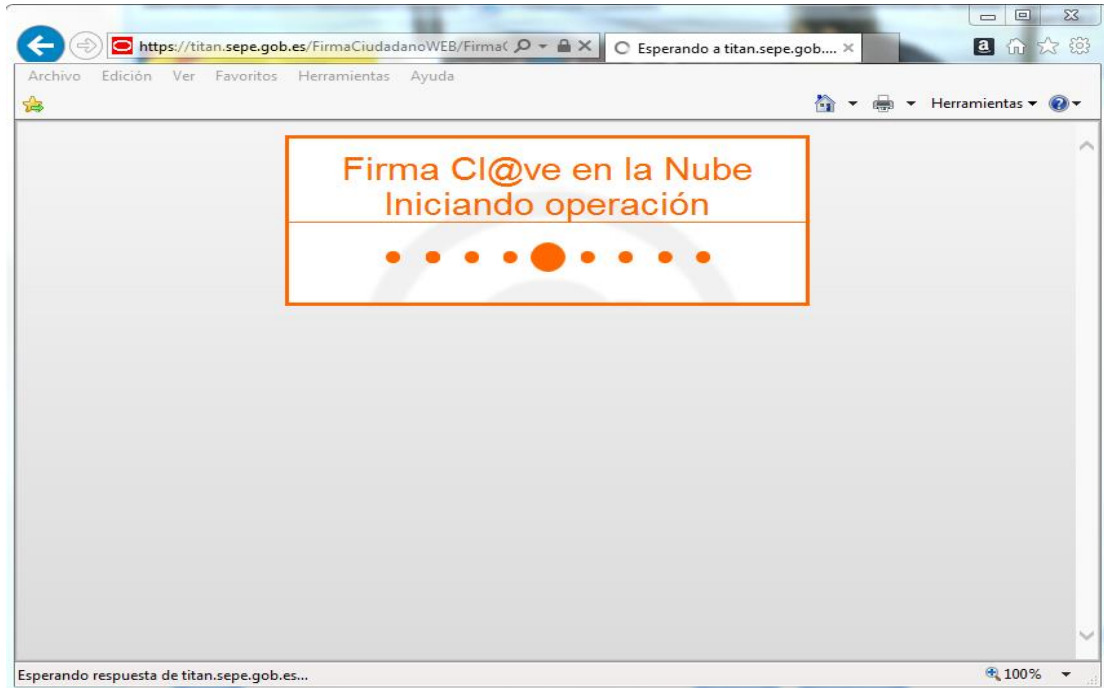 https://titan.sepe.gob.es/FirmaCiudadanoWEB/Firma
Esperando a titan.sepe.gob....
a
Archivo Edición Ver Favoritos Herramientas Ayuda
Herramientas
Firma Cl@ve en la Nube
Iniciando operación
Esperando respuesta de titan.sepe.gob.es...
100%